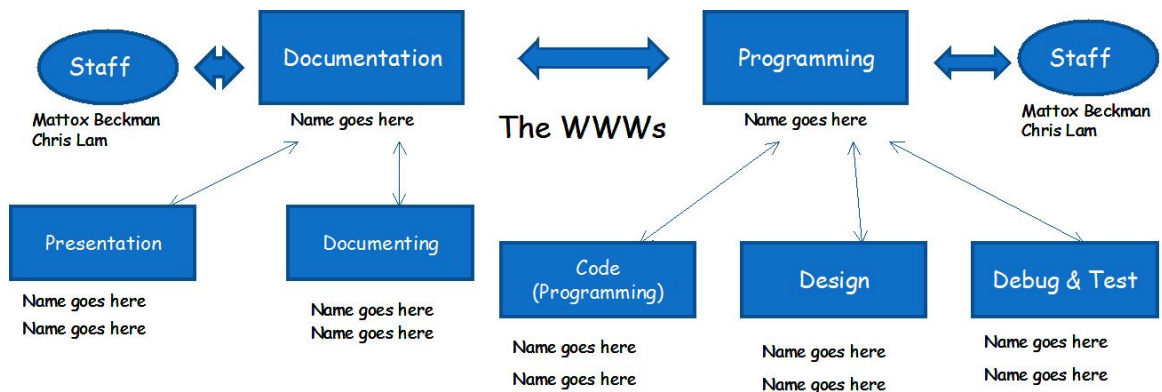 Staff
Documentation
Programming
Staff
Mattox Beckman
Chris Lam
Name goes here
The WWWs
Name goes here
Mattox Beckman
Chris Lam
Presentation
Documenting
Code
(Programming)
Design
Debug & Test
Name goes here
Name goes here
Name goes here
Name goes here
Name goes here
Name goes here
Name goes here
Name goes here
Name goes here
Name goes here